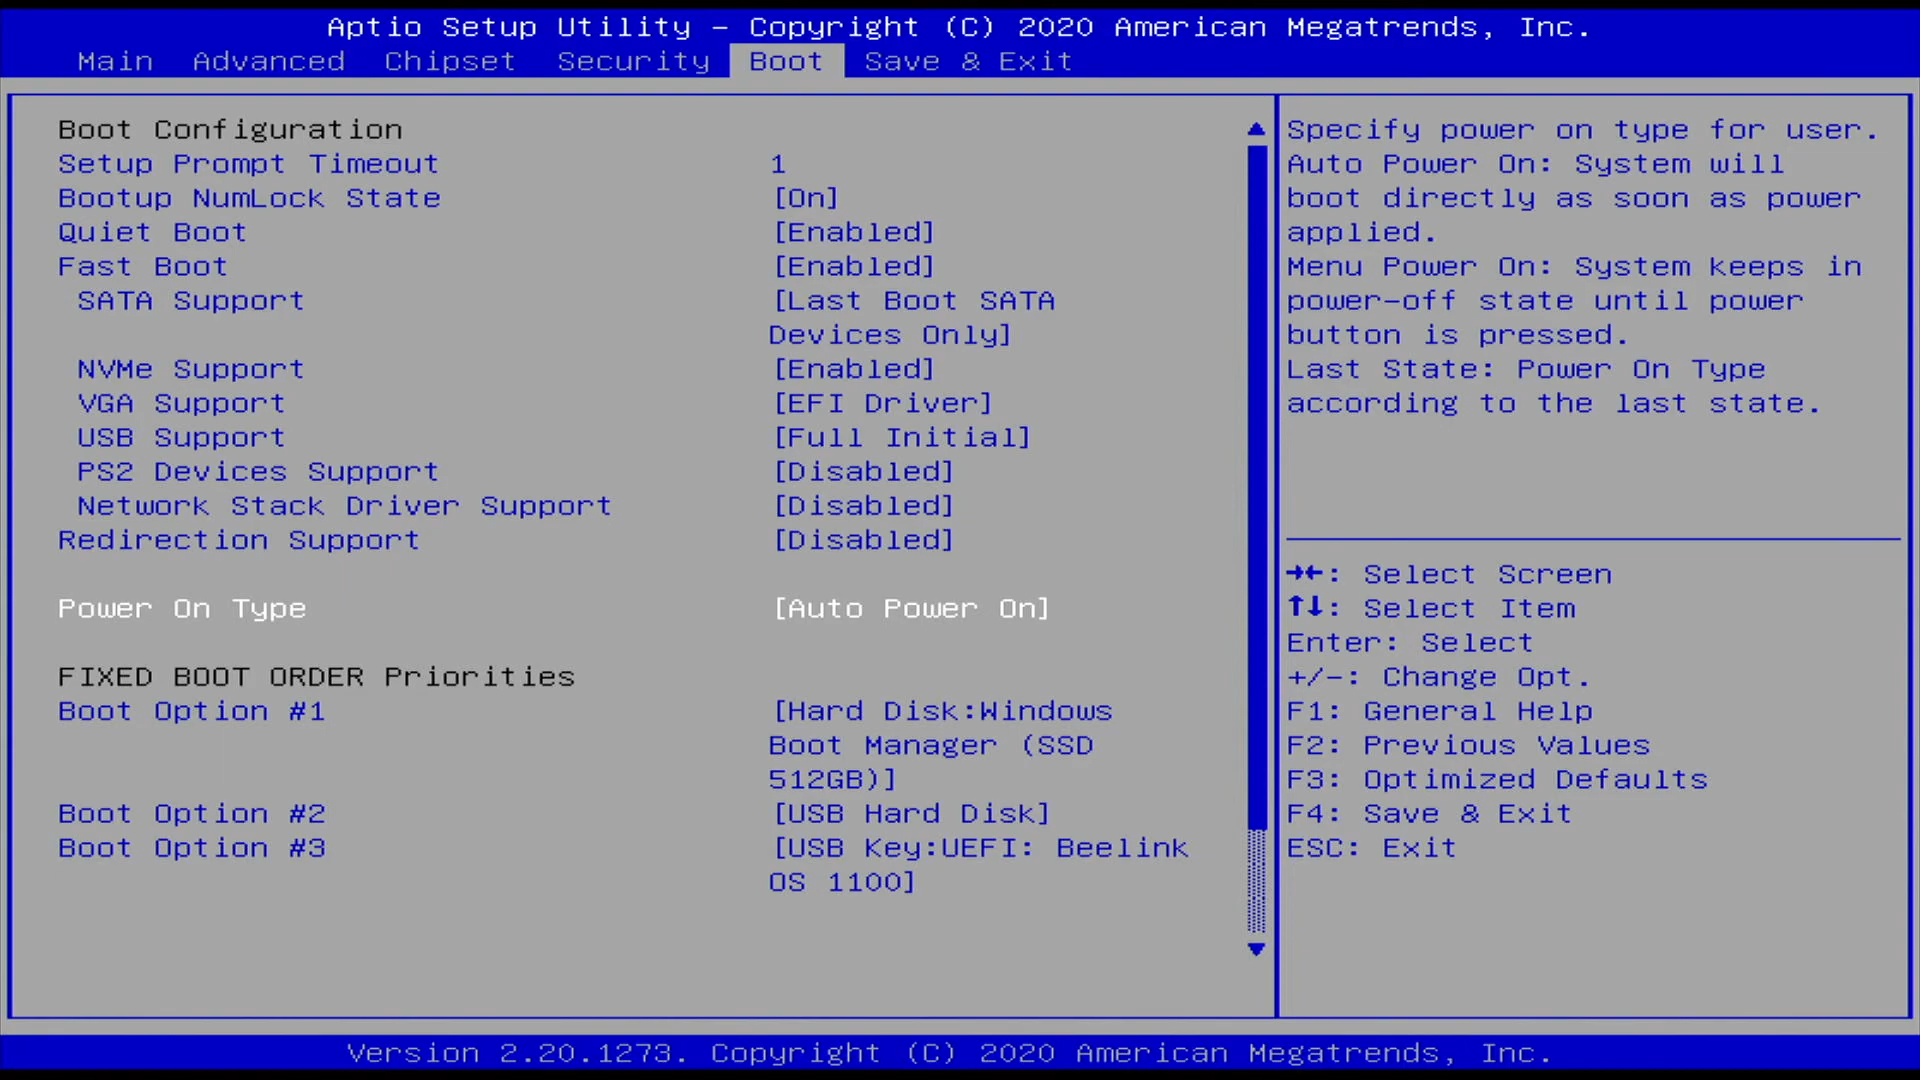 Aptio Setup Utility – Copyright (C) 2020 American Megatrends, Inc.
Main Advanced Chipset Security Boot Save & Exit
Boot Configuration
Setup Prompt Timeout 1
Bootup NumLock State [On]
Quiet Boot [Enabled]
Fast Boot [Enabled]
SATA Support [Last Boot SATA
Devices Only]
NVMe Support [Enabled]
VGA Support [EFI Driver]
USB Support [Full Initial]
PS2 Devices Support [Disabled]
Network Stack Driver Support [Disabled]
Redirection Support [Disabled]
Power On Type [Auto Power On]
FIXED BOOT ORDER Priorities
Boot Option #1 [Hard Disk:Windows
Boot Manager (SSD
512GB)]
Boot Option #2 [USB Hard Disk]
Boot Option #3 [USB Key:UEFI: Beelink
OS 1100]
Specify power on type for user.
Auto Power On: System will
boot directly as soon as power
applied.
Menu Power On: System keeps in
power-off state until power
button is pressed.
Last State: Power On Type
according to the last state.
→←: Select Screen
↑↓: Select Item
Enter: Select
+/-: Change Opt.
F1: General Help
F2: Previous Values
F3: Optimized Defaults
F4: Save & Exit
ESC: Exit
Version 2.20.1273. Copyright (C) 2020 American Megatrends, Inc.